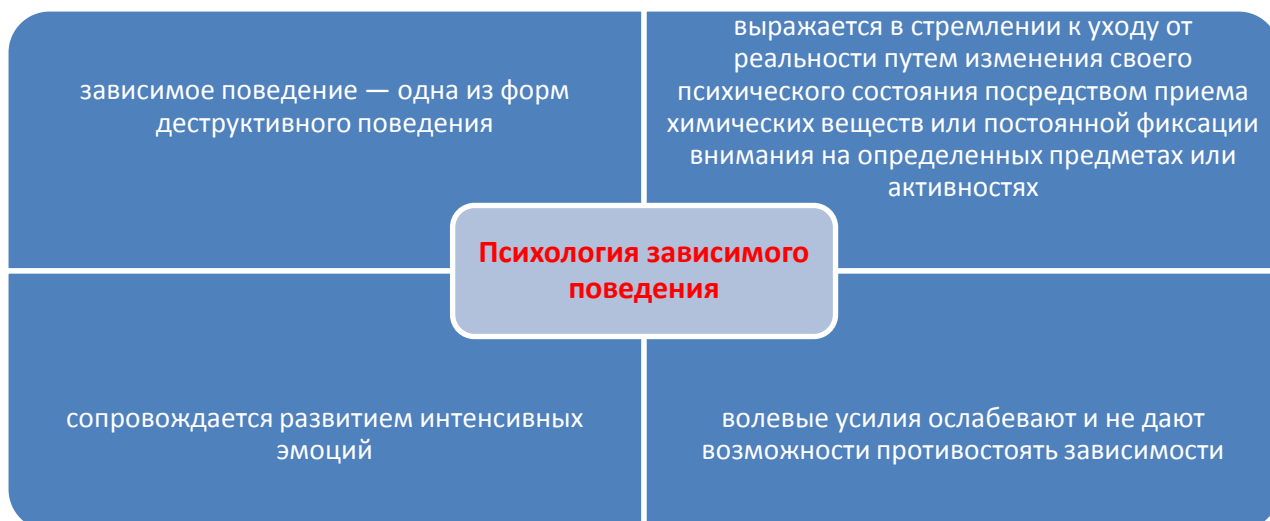 зависимое поведение — одна из форм
деструктивного поведения
выражается в стремлении к уходу от
реальности путем изменения своего
психического состояния посредством приема
химических веществ или постоянной фиксации
внимания на определенных предметах или
активностях
Психология зависимого
поведения
сопровождается развитием интенсивных
эмоций
волевые усилия ослабевают и не дают
возможности противостоять зависимости